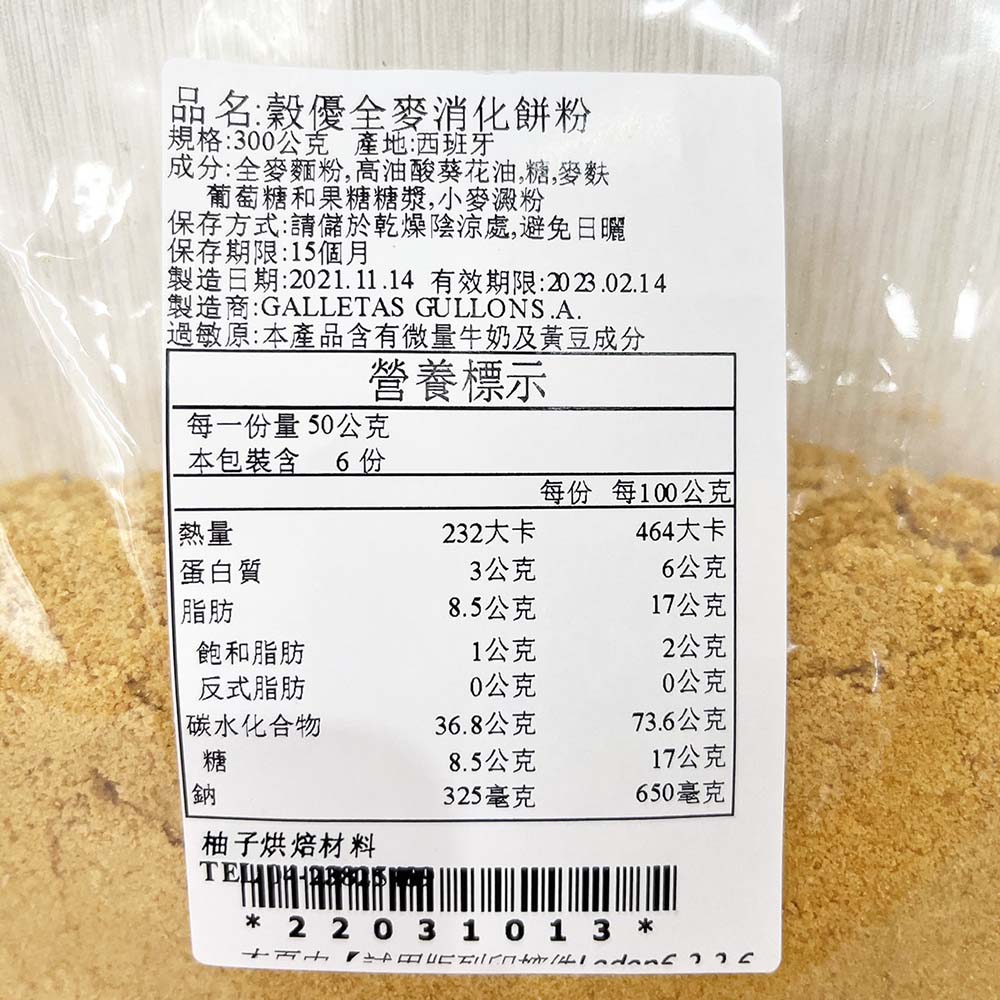 品名:穀優全麥消化餅粉
規格:300公克 產地:西班牙
成分:全麥麵粉,高油酸葵花油,糖,麥麩
葡萄糖和果糖糖漿,小麥澱粉
保存方式:請儲於乾燥陰涼處,避免日曬
保存期限:15個月
製造日期:2021.11.14 有效期限:2023.02.14
製造商:GALLETAS GULLONS.A.
過敏原:本產品含有微量牛奶及黃豆成分
營養標示
每一份量 50公克
本包裝含 6 份
每份 每100公克
熱量 232大卡 464大卡
蛋白質 3公克 6公克
脂肪 8.5公克 17公克
飽和脂肪 1公克 2公克
反式脂肪 0公克 0公克
碳水化合物 36.8公克 73.6公克
糖 8.5公克 17公克
鈉 325毫克 650毫克
柚子烘焙材料
TEL
* 2 2 0 3 1 0 1 3 *